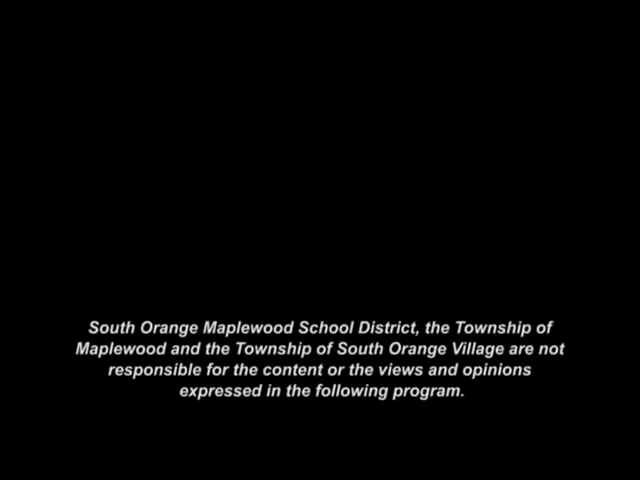 South Orange Maplewood School District, the Township of
Maplewood and the Township of South Orange Village are not
responsible for the content or the views and opinions
expressed in the following program.